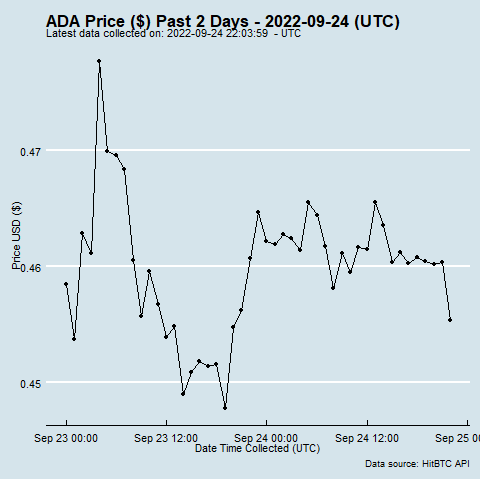 ADA Price ($) Past 2 Days - 2022-09-24 (UTC)
Latest data collected on: 2022-09-24 22:03:59 - UTC
0.47
0.46
0.45
Price USD ($)
Sep 23 00:00 Sep 23 12:00 Sep 24 00:00 Sep 24 12:00 Sep 25 0
Date Time Collected (UTC)
Data source: HitBTC API